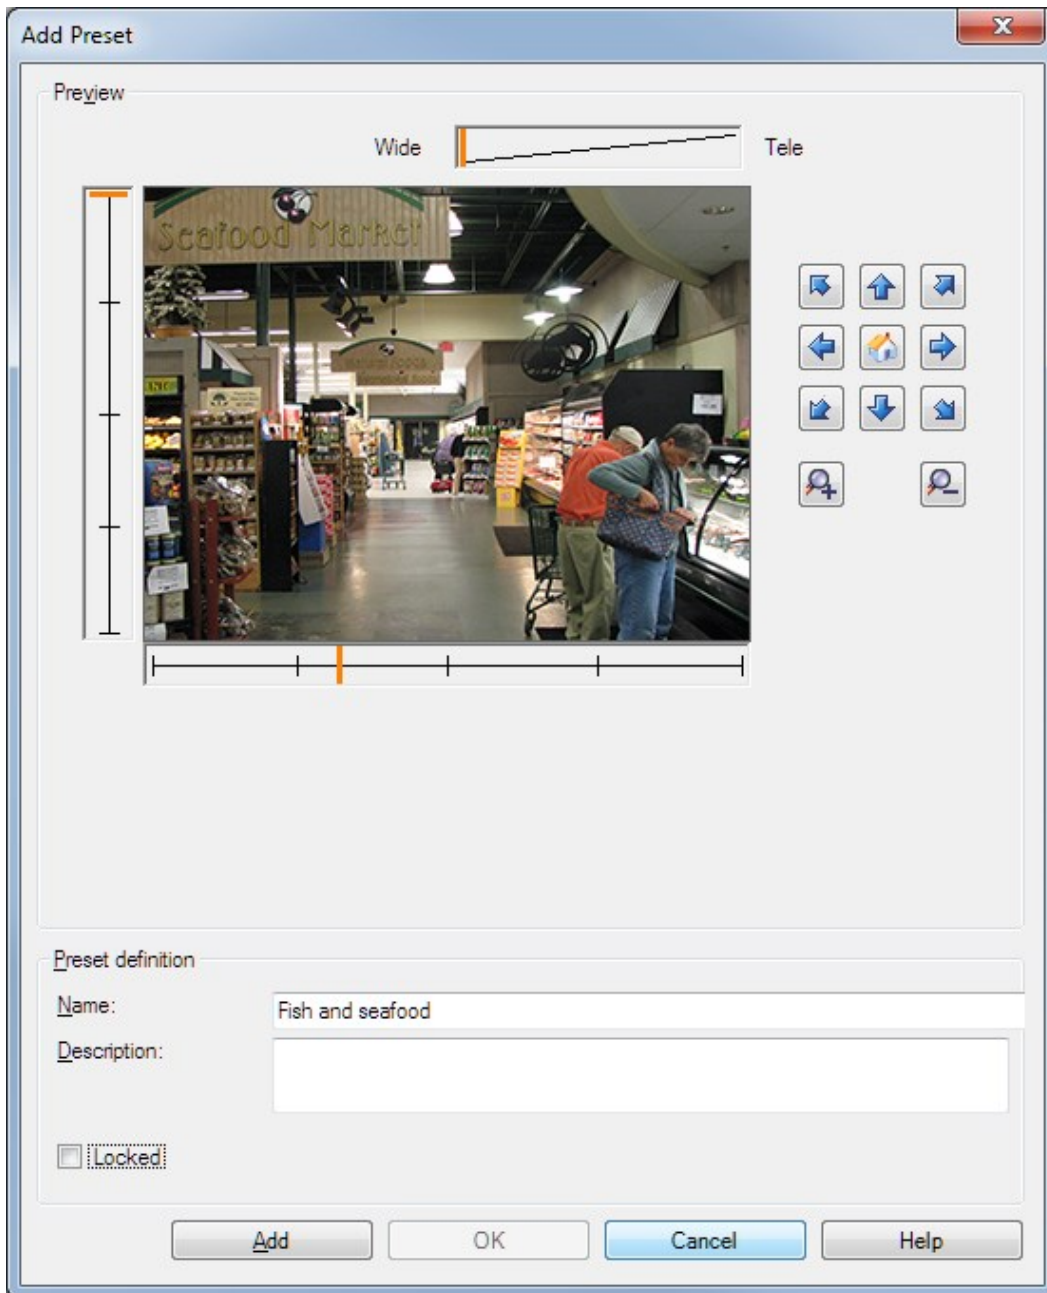 Add Preset
Preview
Wide
Tele
Seafood Market
Preset definition
Name:
Fish and seafood
Description:
Locked
Add
OK
Cancel
Help